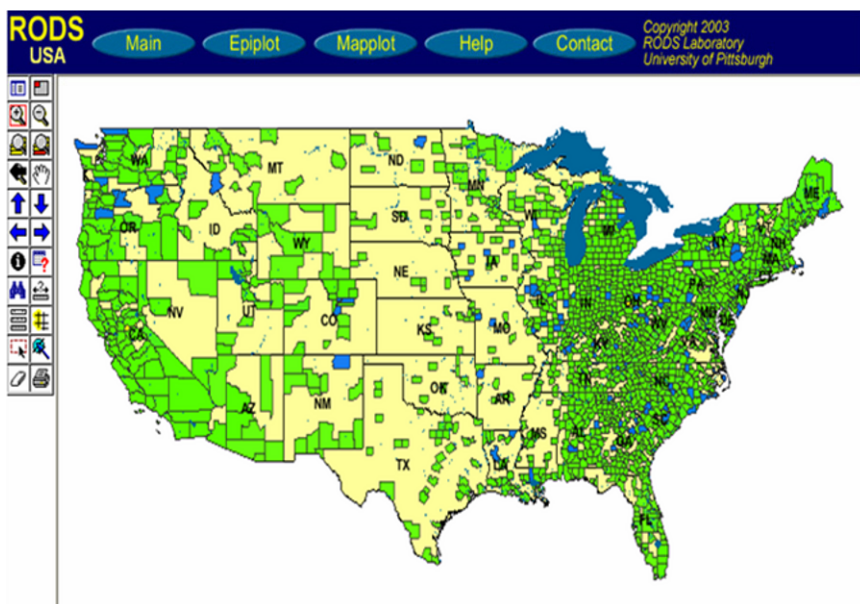 RODS
USA
Main
Epiplot
Mapplot
Help
Contact
Copyright 2003
RODS Laboratory
University of Pittsburgh
WA
MT
ND
MN
ME
OR
ID
SD
WI
MI
NY
NH
MA
WY
IA
PA
NE
NV
UT
CO
IL
IN
OH
CA
KS
MO
KY
VA
AZ
NM
OK
AR
TN
NC
SC
TX
LA
MS
AL
GA
FL